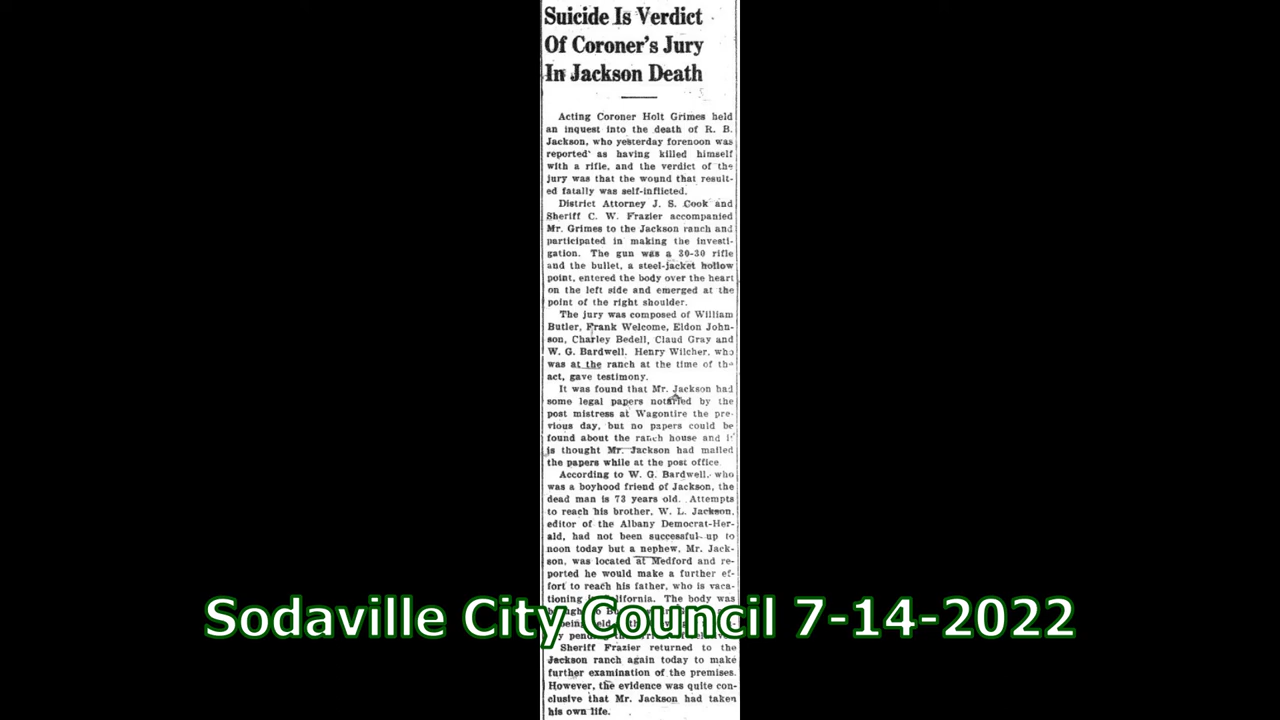 Suicide Is Verdict
Of Coroner's Jury
In Jackson Death
Acting Coroner Holt Grimes held
an inquest into the death of R. B.
Jackson, who yesterday forenoon was
reported as having killed himself
with a rifle, and the verdict of the
jury was that the wound that result-
ed fatally was self-inflicted.
District Attorney J. S. Cook and
Sheriff C. W. Frazier accompanied
Mr. Grimes to the Jackson ranch and
participated in making the investi-
gation. The gun was a 30-30 rifle
and the bullet, a steel-jacket hollow
point, entered the body over the heart
on the left side and emerged at the
point of the right shoulder.
The jury was composed of William
Butler, Frank Welcome, Eldon John-
son, Charley Bedell, Claud Gray and
W. G. Bardwell. Henry Wilcher, who
was at the ranch at the time of the
act, gave testimony.
It was found that Mr. Jackson had
some legal papers notaried by the
post mistress at Wagontire the pre-
vious day, but no papers could be
found about the ranch house and it
is thought Mr. Jackson had mailed
the papers while at the post office.
According to W. G. Bardwell, who
was a boyhood friend of Jackson, the
dead man is 73 years old. Attempts
to reach his brother, W. L. Jackson,
editor of the Albany Democrat-Her-
ald, had not been successful up to
noon today but a nephew, Mr. Jack-
son, was located at Medford and re-
ported he would make a further ef-
fort to reach his father, who is vaca-
tioning The body was
Sodaville City Council 7-14-2022
Sheriff Frazier returned to the
Jackson ranch again today to make
further examination of the premises.
However, the evidence was quite con-
clusive that Mr. Jackson had taken
his own life.